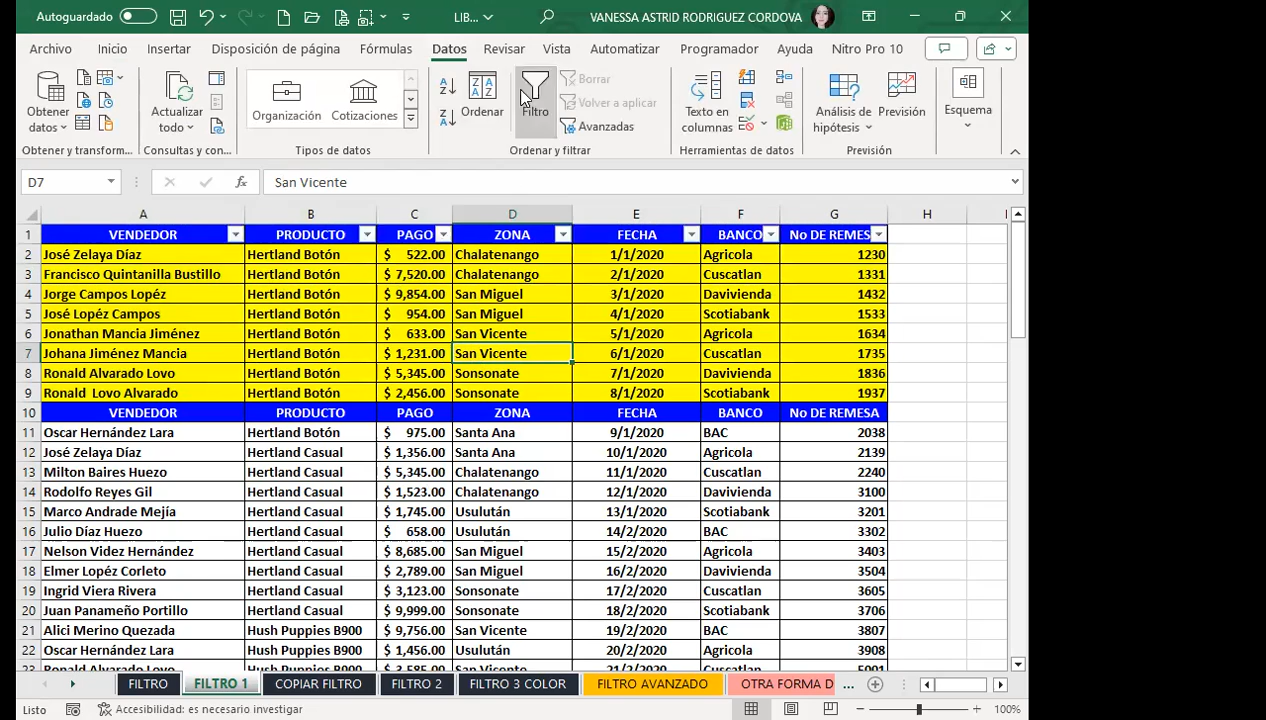 Autoguardado LIB... VANESSA ASTRID RODRIGUEZ CORDOVA
Archivo Inicio Insertar Disposición de página Fórmulas Datos Revisar Vista Automatizar Programador Ayuda Nitro Pro 10
Obtener datos
Actualizar todo
Organización Cotizaciones
Ordenar
Filtro
Borrar
Volver a aplicar
Avanzadas
Texto en columnas
Análisis de hipótesis
Previsión
Esquema
Obtener y transform... Consultas y con... Tipos de datos Ordenar y filtrar Herramientas de datos Previsión
D7 fx San Vicente
A B C D E F G H I
1 VENDEDOR PRODUCTO PAGO ZONA FECHA BANCO No DE REMES
2 José Zelaya Díaz Hertland Botón $ 522.00 Chalatenango 1/1/2020 Agricola 1230
3 Francisco Quintanilla Bustillo Hertland Botón $ 7,520.00 Chalatenango 2/1/2020 Cuscatlan 1331
4 Jorge Campos Lopéz Hertland Botón $ 9,854.00 San Miguel 3/1/2020 Davivienda 1432
5 José Lopéz Campos Hertland Botón $ 954.00 San Miguel 4/1/2020 Scotiabank 1533
6 Jonathan Mancia Jiménez Hertland Botón $ 633.00 San Vicente 5/1/2020 Agricola 1634
7 Johana Jiménez Mancia Hertland Botón $ 1,231.00 San Vicente 6/1/2020 Cuscatlan 1735
8 Ronald Alvarado Lovo Hertland Botón $ 5,345.00 Sonsonate 7/1/2020 Davivienda 1836
9 Ronald Lovo Alvarado Hertland Botón $ 2,456.00 Sonsonate 8/1/2020 Scotiabank 1937
10 VENDEDOR PRODUCTO PAGO ZONA FECHA BANCO No DE REMESA
11 Oscar Hernández Lara Hertland Botón $ 975.00 Santa Ana 9/1/2020 BAC 2038
12 José Zelaya Díaz Hertland Casual $ 1,356.00 Santa Ana 10/1/2020 Agricola 2139
13 Milton Baires Huezo Hertland Casual $ 5,345.00 Chalatenango 11/1/2020 Cuscatlan 2240
14 Rodolfo Reyes Gil Hertland Casual $ 1,523.00 Chalatenango 12/1/2020 Davivienda 3100
15 Marco Andrade Mejía Hertland Casual $ 1,745.00 Usulután 13/1/2020 Scotiabank 3201
16 Julio Díaz Huezo Hertland Casual $ 658.00 Usulután 14/2/2020 BAC 3302
17 Nelson Videz Hernández Hertland Casual $ 8,685.00 San Miguel 15/2/2020 Agricola 3403
18 Elmer Lopéz Corleto Hertland Casual $ 2,789.00 San Miguel 16/2/2020 Davivienda 3504
19 Ingrid Viera Rivera Hertland Casual $ 3,123.00 Sonsonate 17/2/2020 Cuscatlan 3605
20 Juan Panameño Portillo Hertland Casual $ 9,999.00 Sonsonate 18/2/2020 Scotiabank 3706
21 Alici Merino Quezada Hush Puppies B900 $ 9,756.00 San Vicente 19/2/2020 BAC 3807
22 Oscar Hernández Lara Hush Puppies B900 $ 1,456.00 Usulután 20/2/2020 Agricola 3908
Ronald Alvarado Lovo Hush Puppies B900 $ 3,585.00 San Vicente 21/2/2020 Cuscatlan 5001
FILTRO FILTRO 1 COPIAR FILTRO FILTRO 2 FILTRO 3 COLOR FILTRO AVANZADO OTRA FORMA D ...
Listo Accesibilidad: es necesario investigar 100%